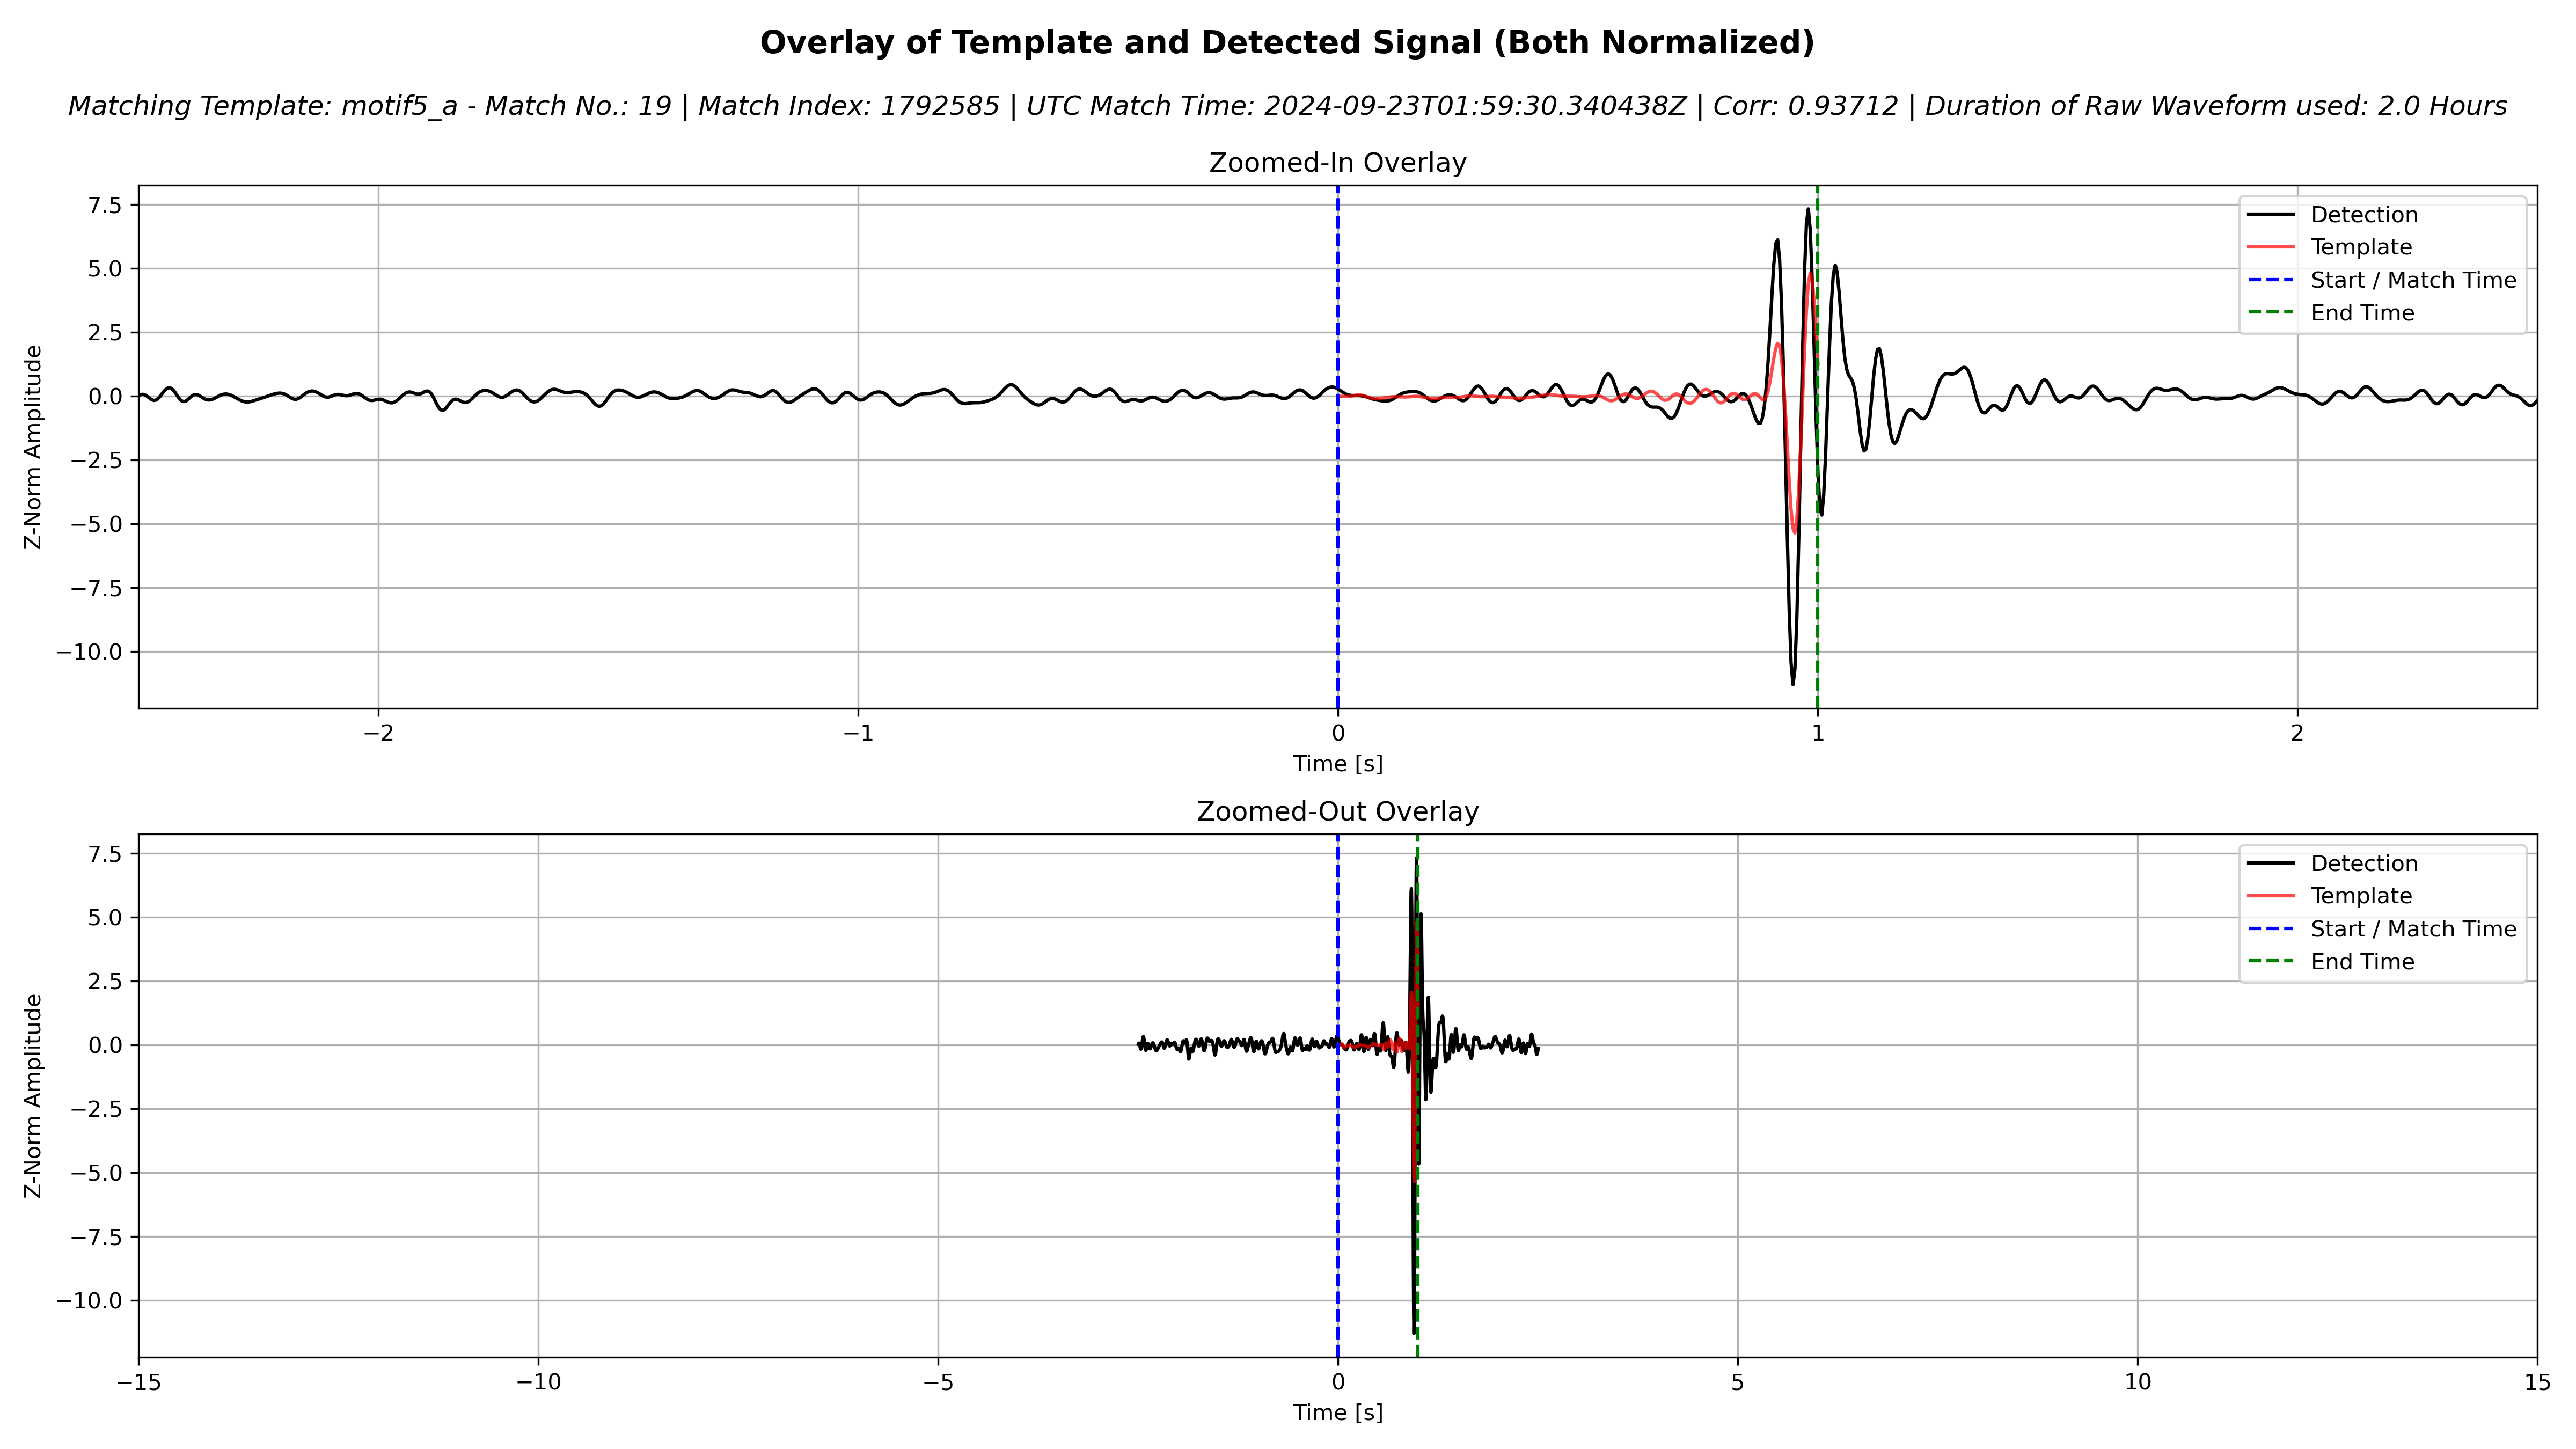 Overlay of Template and Detected Signal (Both Normalized)
Matching Template: motif5_a - Match No.: 19 | Match Index: 1792585 | UTC Match Time: 2024-09-23T01:59:30.340438Z | Corr: 0.93712 | Duration of Raw Waveform used: 2.0 Hours
Zoomed-In Overlay
7.5
5.0
2.5
0.0
−2.5
−5.0
−7.5
−10.0
Z-Norm Amplitude
Detection
Template
Start / Match Time
End Time
−2 −1 0 1 2
Time [s]
Zoomed-Out Overlay
7.5
5.0
2.5
0.0
−2.5
−5.0
−7.5
−10.0
Z-Norm Amplitude
Detection
Template
Start / Match Time
End Time
−15 −10 −5 0 5 10 15
Time [s]